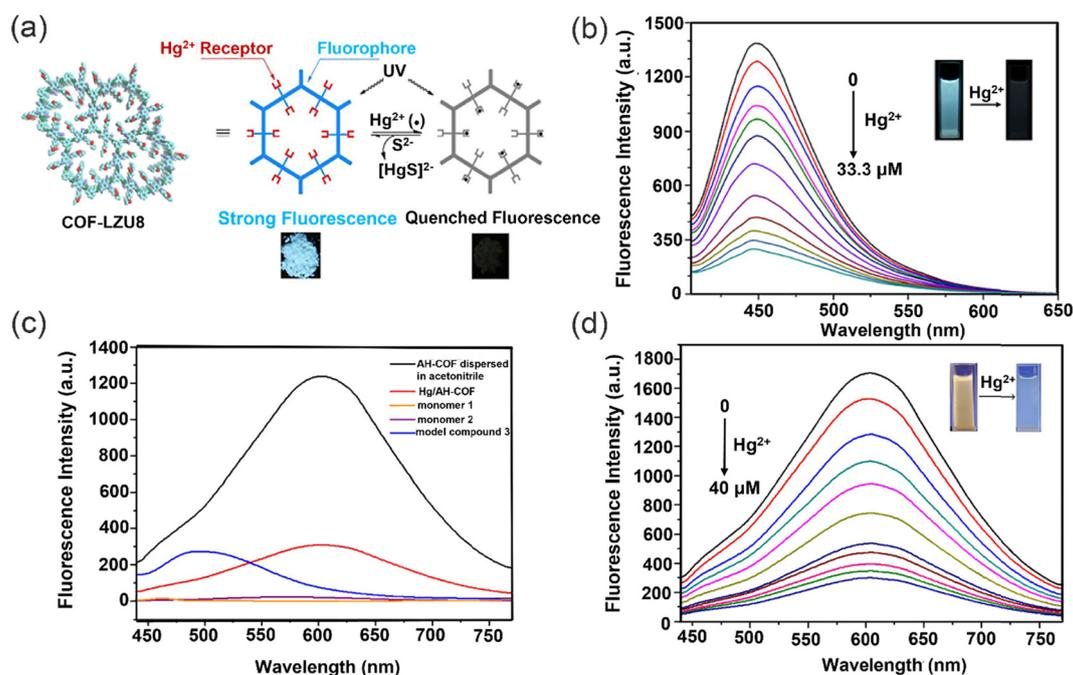 (a)
Hg²⁺ Receptor
Fluorophore
UV
Hg²⁺ (•)
S²⁻
[HgS]²⁻
=
COF-LZU8
Strong Fluorescence
Quenched Fluorescence
(b)
Fluorescence Intensity (a.u.)
1500
1200
900
600
350
0
0
Hg²⁺
33.3 μM
Hg²⁺
450
500
550
600
650
Wavelength (nm)
(c)
Fluorescence Intensity (a.u.)
1400
1200
1000
800
600
400
200
0
AH-COF dispersed
in acetonitrile
Hg/AH-COF
monomer 1
monomer 2
model compound 3
450
500
550
600
650
700
750
Wavelength (nm)
(d)
Fluorescence Intensity (a.u.)
1800
1600
1400
1200
1000
800
600
400
200
0
0
Hg²⁺
40 μM
Hg²⁺
450
500
550
600
650
700
750
Wavelength (nm)